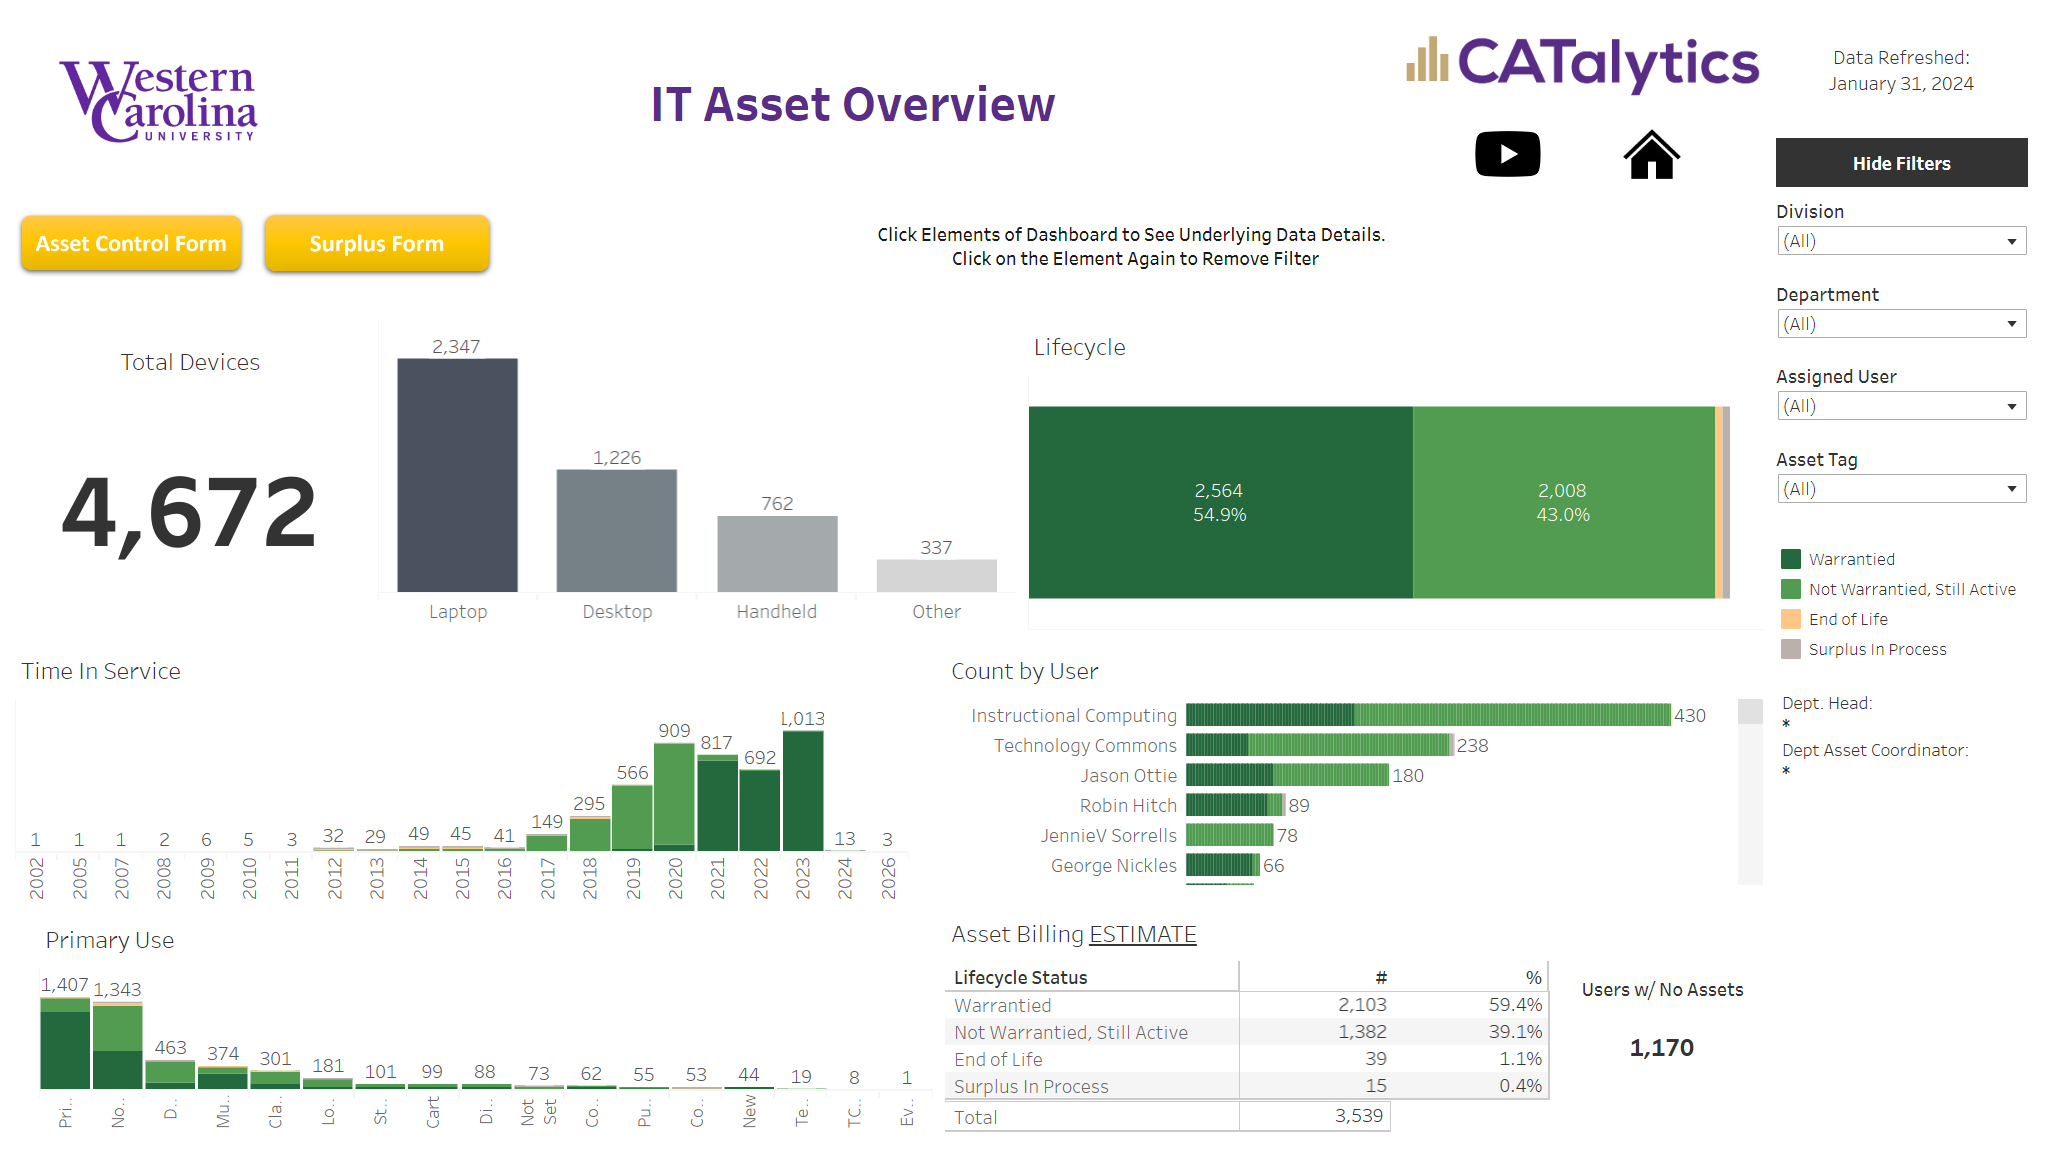 Western
Carolina
UNIVERSITY
IT Asset Overview
CATalytics
Data Refreshed:
January 31, 2024
Hide Filters
Asset Control Form
Surplus Form
Click Elements of Dashboard to See Underlying Data Details.
Click on the Element Again to Remove Filter
Division
(All)
Department
(All)
Assigned User
(All)
Asset Tag
(All)
Warrantied
Not Warrantied, Still Active
End of Life
Surplus In Process
Dept. Head:
*
Dept Asset Coordinator:
*
Total Devices
4,672
2,347
1,226
762
337
Laptop
Desktop
Handheld
Other
Lifecycle
2,564
54.9%
2,008
43.0%
Time In Service
1
1
1
2
6
5
3
32
29
49
45
41
149
295
566
909
817
692
1,013
13
3
2002
2005
2007
2008
2009
2010
2011
2012
2013
2014
2015
2016
2017
2018
2019
2020
2021
2022
2023
2024
2026
Count by User
Instructional Computing 430
Technology Commons 238
Jason Ottie 180
Robin Hitch 89
JennieV Sorrells 78
George Nickles 66
Primary Use
1,407
1,343
463
374
301
181
101
99
88
73
62
55
53
44
19
8
1
Pri..
No..
D..
Mu..
Cla..
Lo..
St..
Cart
Di..
Not
Set
Co..
Pu..
Co..
New
Te..
TC..
Ev..
Asset Billing ESTIMATE
Lifecycle Status # %
Warrantied 2,103 59.4%
Not Warrantied, Still Active 1,382 39.1%
End of Life 39 1.1%
Surplus In Process 15 0.4%
Total 3,539
Users w/ No Assets
1,170